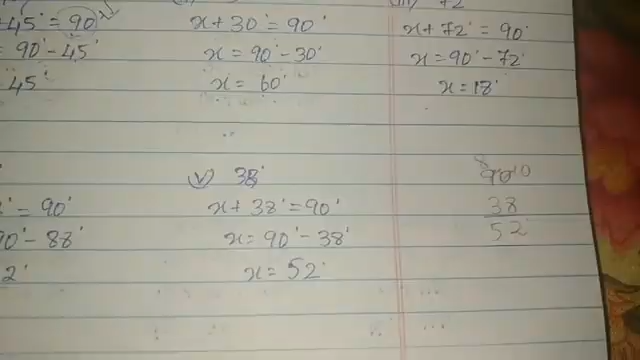 45' = 90'
x + 30' = 90'
x + 72' = 90'
= 90' - 45'
x = 90' - 30'
x = 90' - 72'
45'
x = 60'
x = 18'
(v) 38'
= 90'
x + 38' = 90'
38
90' - 88'
x = 90' - 38'
52'
2'
x = 52'